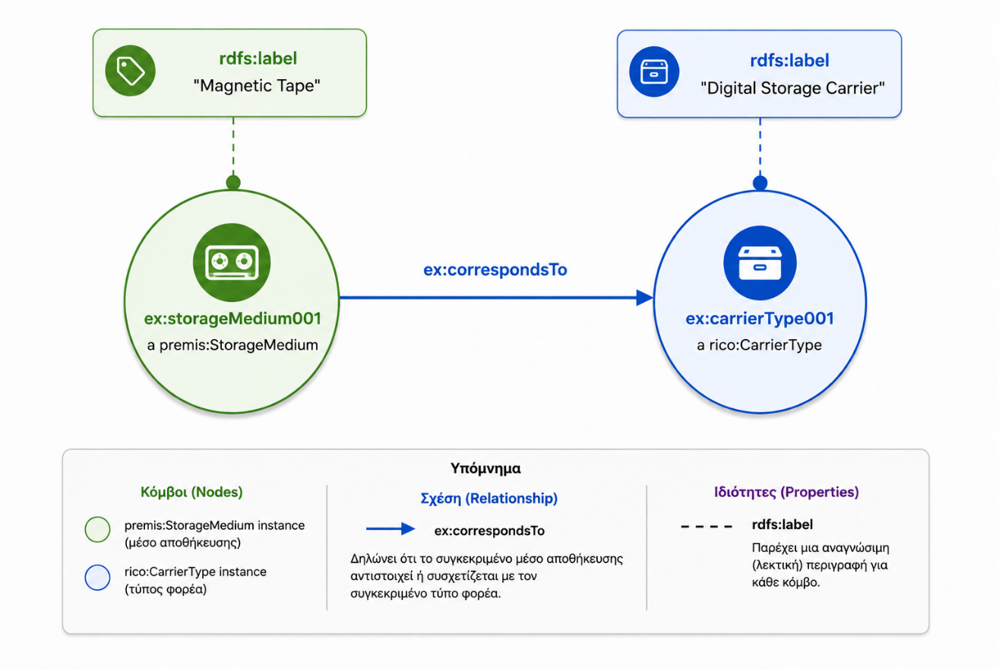 rdfs:label
"Magnetic Tape"
rdfs:label
"Digital Storage Carrier"
ex:correspondsTo
ex:storageMedium001
a premis:StorageMedium
ex:carrierType001
a rico:CarrierType
Υπόμνημα
Κόμβοι (Nodes)
premis:StorageMedium instance
(μέσο αποθήκευσης)
rico:CarrierType instance
(τύπος φορέα)
Σχέση (Relationship)
ex:correspondsTo
Δηλώνει ότι το συγκεκριμένο μέσο αποθήκευσης
αντιστοιχεί ή συσχετίζεται με τον
συγκεκριμένο τύπο φορέα.
Ιδιότητες (Properties)
rdfs:label
Παρέχει μια αναγνώσιμη
(λεκτική) περιγραφή για
κάθε κόμβο.